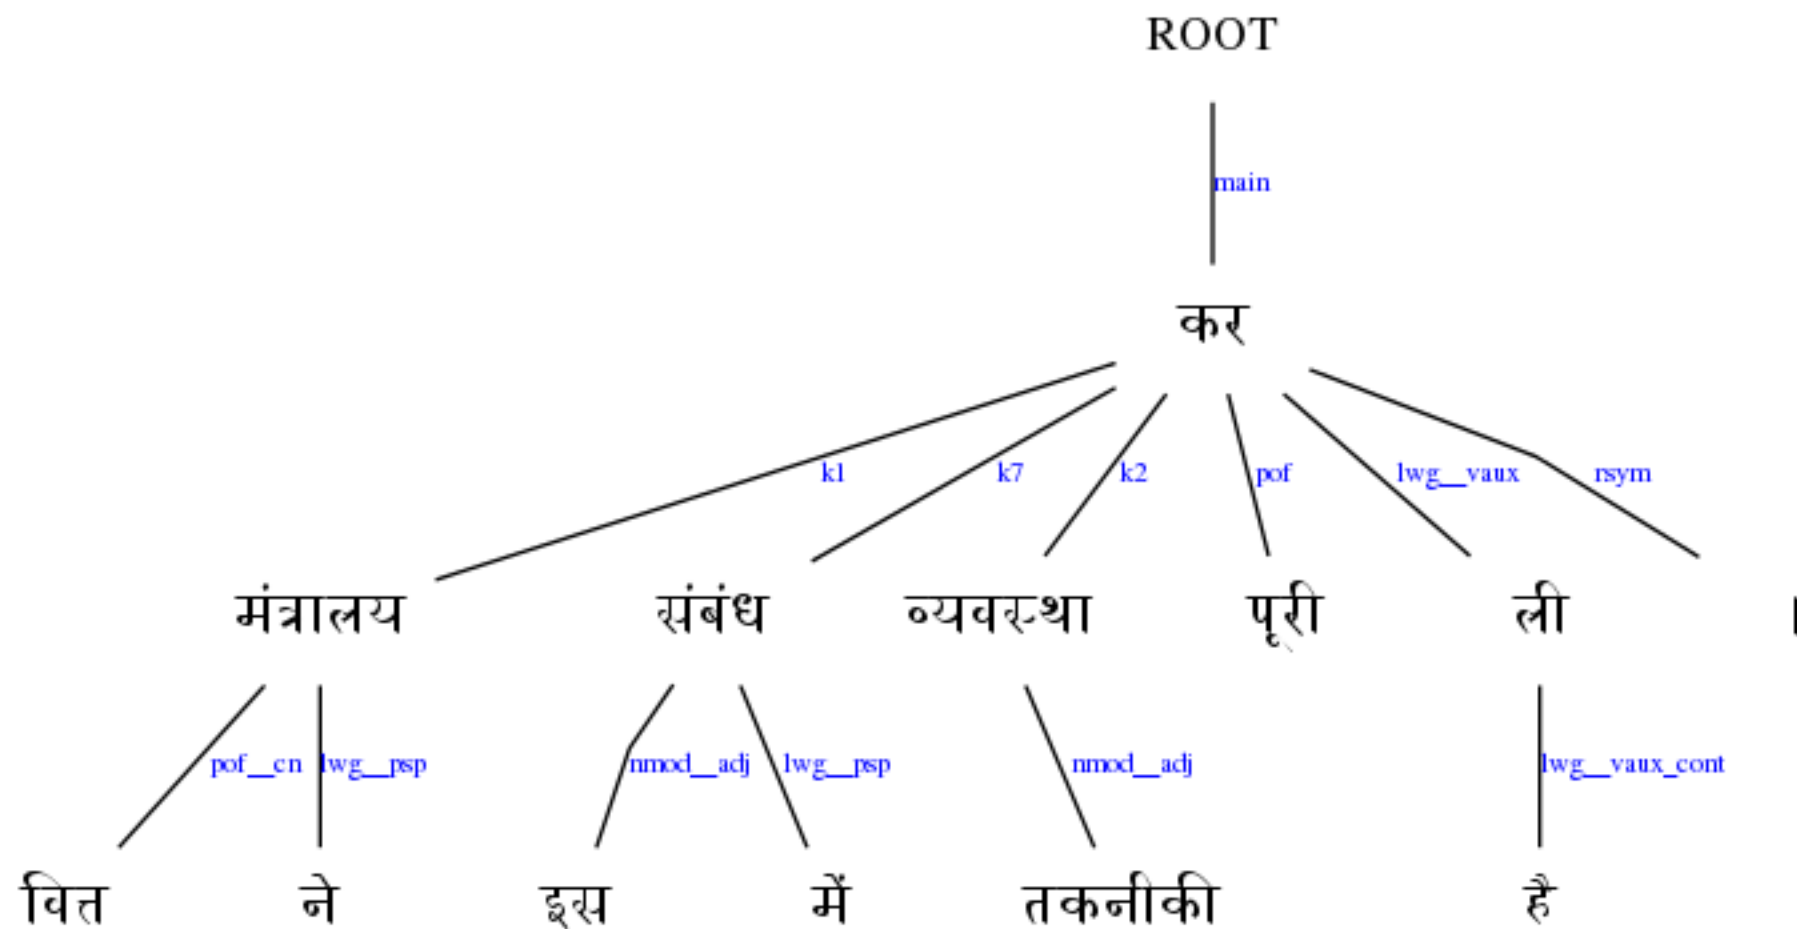 ROOT
main
कर
k1 k7 k2 pof lwg__vaux rsym
मंत्रालय संबंध व्यवस्था पूरी ली ।
pof__cn lwg__psp nmod__adj lwg__psp nmod__adj lwg__vaux_cont
वित्त ने इस में तकनीकी है